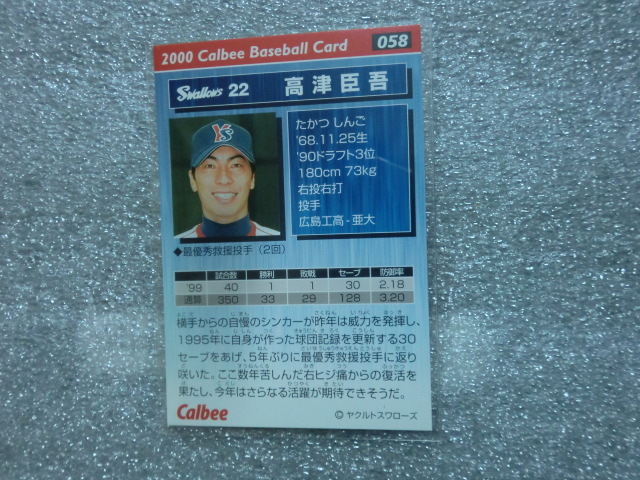 2000 Calbee Baseball Card 058
Swallows 22 高津臣吾
YS
たかつ しんご
'68.11.25生
'90ドラフト3位
180cm 73kg
右投右打
投手
広島工高-亜大
◆最優秀救援投手(2回)
試合数 勝利 敗戦 セーブ 防御率
'99 40 1 1 30 2.18
通算 350 33 29 128 3.20
横手からの自慢のシンカーが昨年は威力を発揮し、
1995年に自身が作った球団記録を更新する30
セーブをあげ、5年ぶりに最優秀救援投手に返り
咲いた。ここ数年苦しんだ右ヒジ痛からの復活を
果たし、今年はさらなる活躍が期待できそうだ。
Calbee
©ヤクルトスワローズ